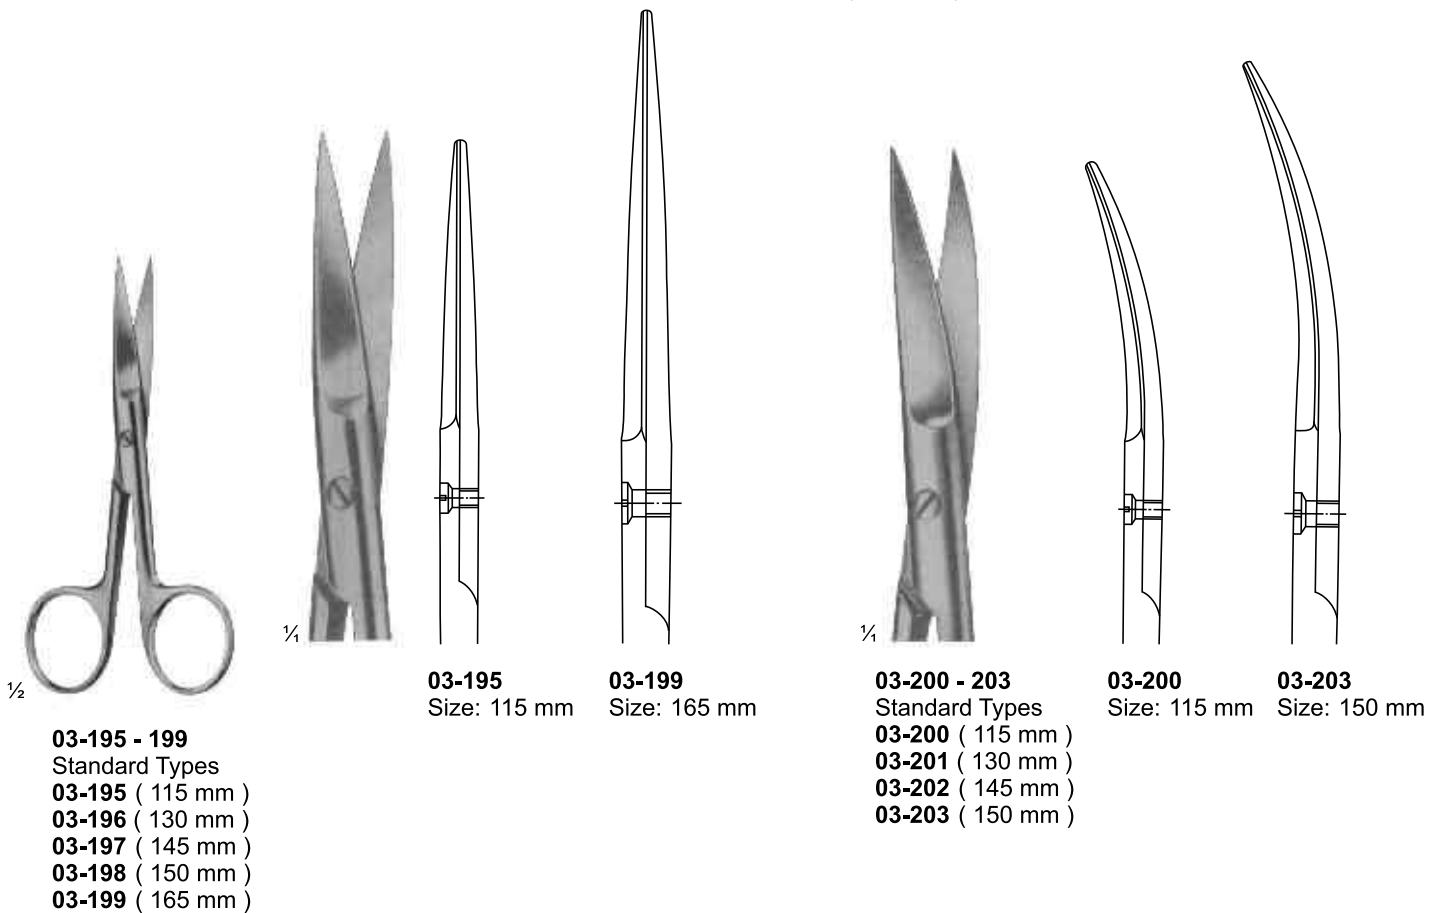 ½
03-195 - 199
Standard Types
03-195 ( 115 mm )
03-196 ( 130 mm )
03-197 ( 145 mm )
03-198 ( 150 mm )
03-199 ( 165 mm )
¹⁄₁
03-195
Size: 115 mm
03-199
Size: 165 mm
¹⁄₁
03-200 - 203
Standard Types
03-200 ( 115 mm )
03-201 ( 130 mm )
03-202 ( 145 mm )
03-203 ( 150 mm )
03-200
Size: 115 mm
03-203
Size: 150 mm